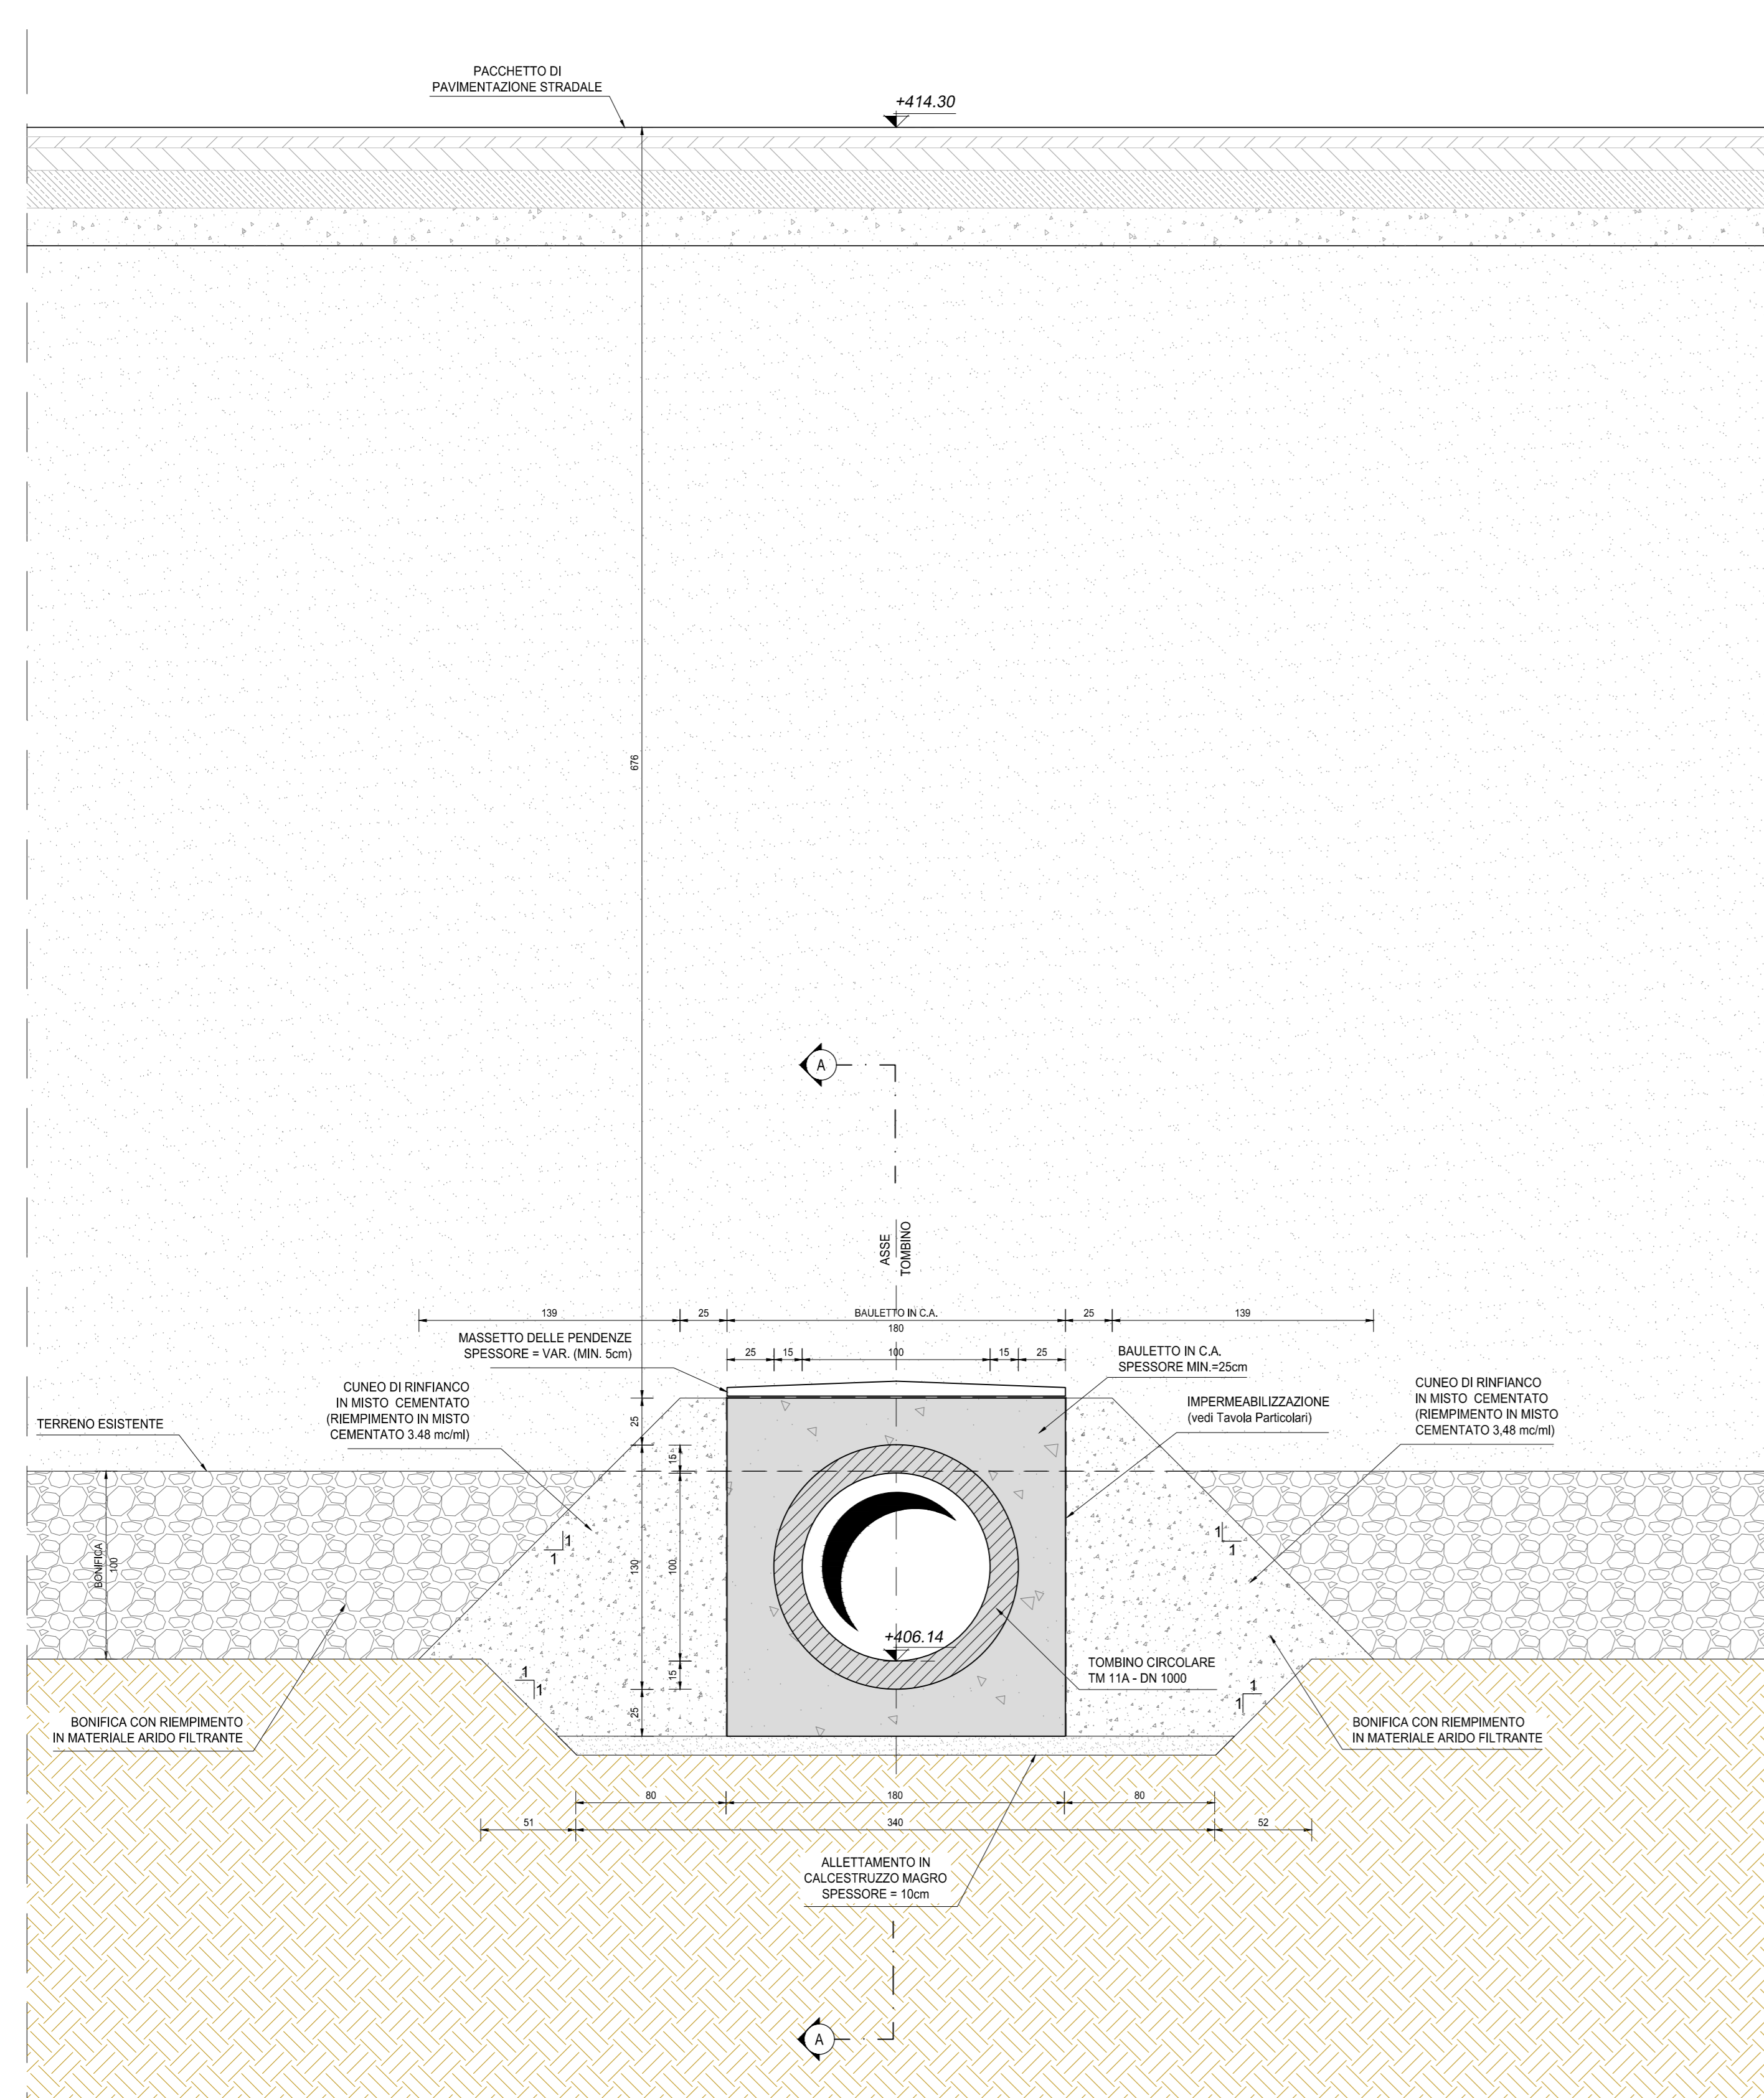 PACCHETTO DI
PAVIMENTAZIONE STRADALE
+414.30
676
A
ASSE
TOMBINO
139
25
BAULETTO IN C.A.
180
25
139
MASSETTO DELLE PENDENZE
SPESSORE = VAR. (MIN. 5cm)
25
15
100
15
25
BAULETTO IN C.A.
SPESSORE MIN.=25cm
CUNEO DI RINFIANCO
IN MISTO CEMENTATO
(RIEMPIMENTO IN MISTO
CEMENTATO 3.48 mc/ml)
CUNEO DI RINFIANCO
IN MISTO CEMENTATO
(RIEMPIMENTO IN MISTO
CEMENTATO 3,48 mc/ml)
IMPERMEABILIZZAZIONE
(vedi Tavola Particolari)
TERRENO ESISTENTE
25
15
1
1
1
1
BONIFICA
100
130
100
+406.14
15
25
TOMBINO CIRCOLARE
TM 11A - DN 1000
1
1
1
1
BONIFICA CON RIEMPIMENTO
IN MATERIALE ARIDO FILTRANTE
BONIFICA CON RIEMPIMENTO
IN MATERIALE ARIDO FILTRANTE
80
180
80
51
340
52
ALLETTAMENTO IN
CALCESTRUZZO MAGRO
SPESSORE = 10cm
A